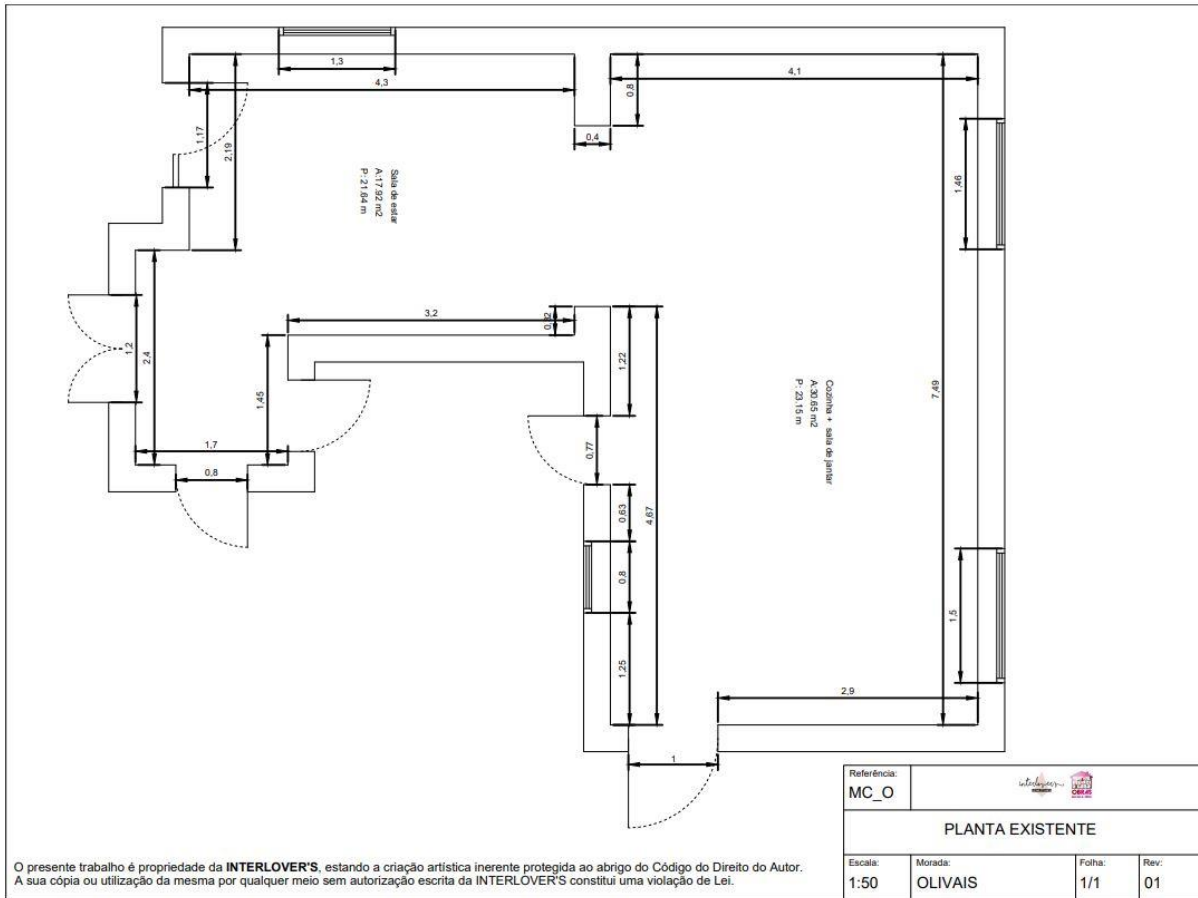 1,3
4,3
4,1
0,8
0,4
1,17
2,19
1,46
Sala de estar
A:17.92 m2
P: 21.64 m
3,2
1,2
2,4
1,45
1,22
7,49
Cozinha + sala de jantar
A:30.65 m2
P: 23.15 m
1,7
0,8
0,77
0,63
4,67
0,8
1,5
1,25
2,9
1
Referência:
MC_O
OBRAS
PLANTA EXISTENTE
Escala:
1:50
Morada:
OLIVAIS
Folha:
1/1
Rev:
01
O presente trabalho é propriedade da INTERLOVER'S, estando a criação artística inerente protegida ao abrigo do Código do Direito do Autor.
A sua cópia ou utilização da mesma por qualquer meio sem autorização escrita da INTERLOVER'S constitui uma violação de Lei.